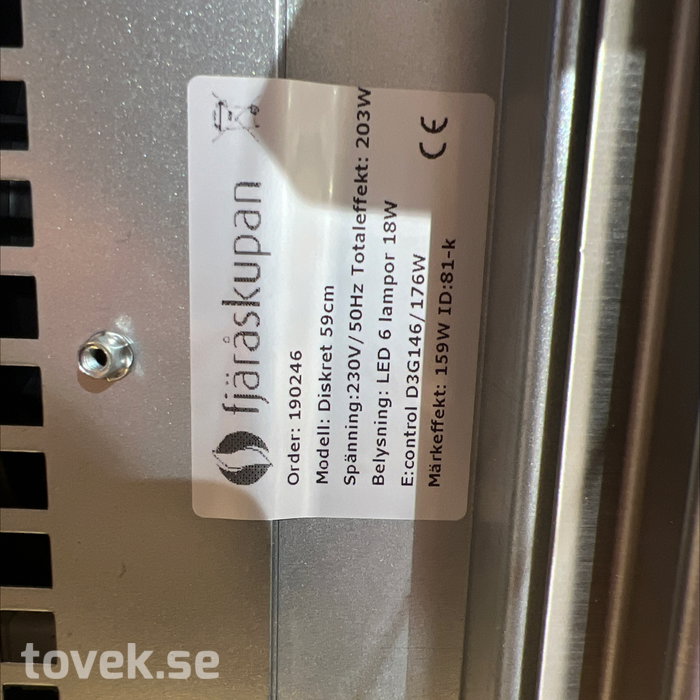 fjäråskupan
Order: 190246
Modell: Diskret 59cm
Spänning:230V/50Hz Totaleffekt: 203W
Belysning: LED 6 lampor 18W
E:control D3G146/176W
Märkeffekt: 159W ID:81-k
CE
tovek.se